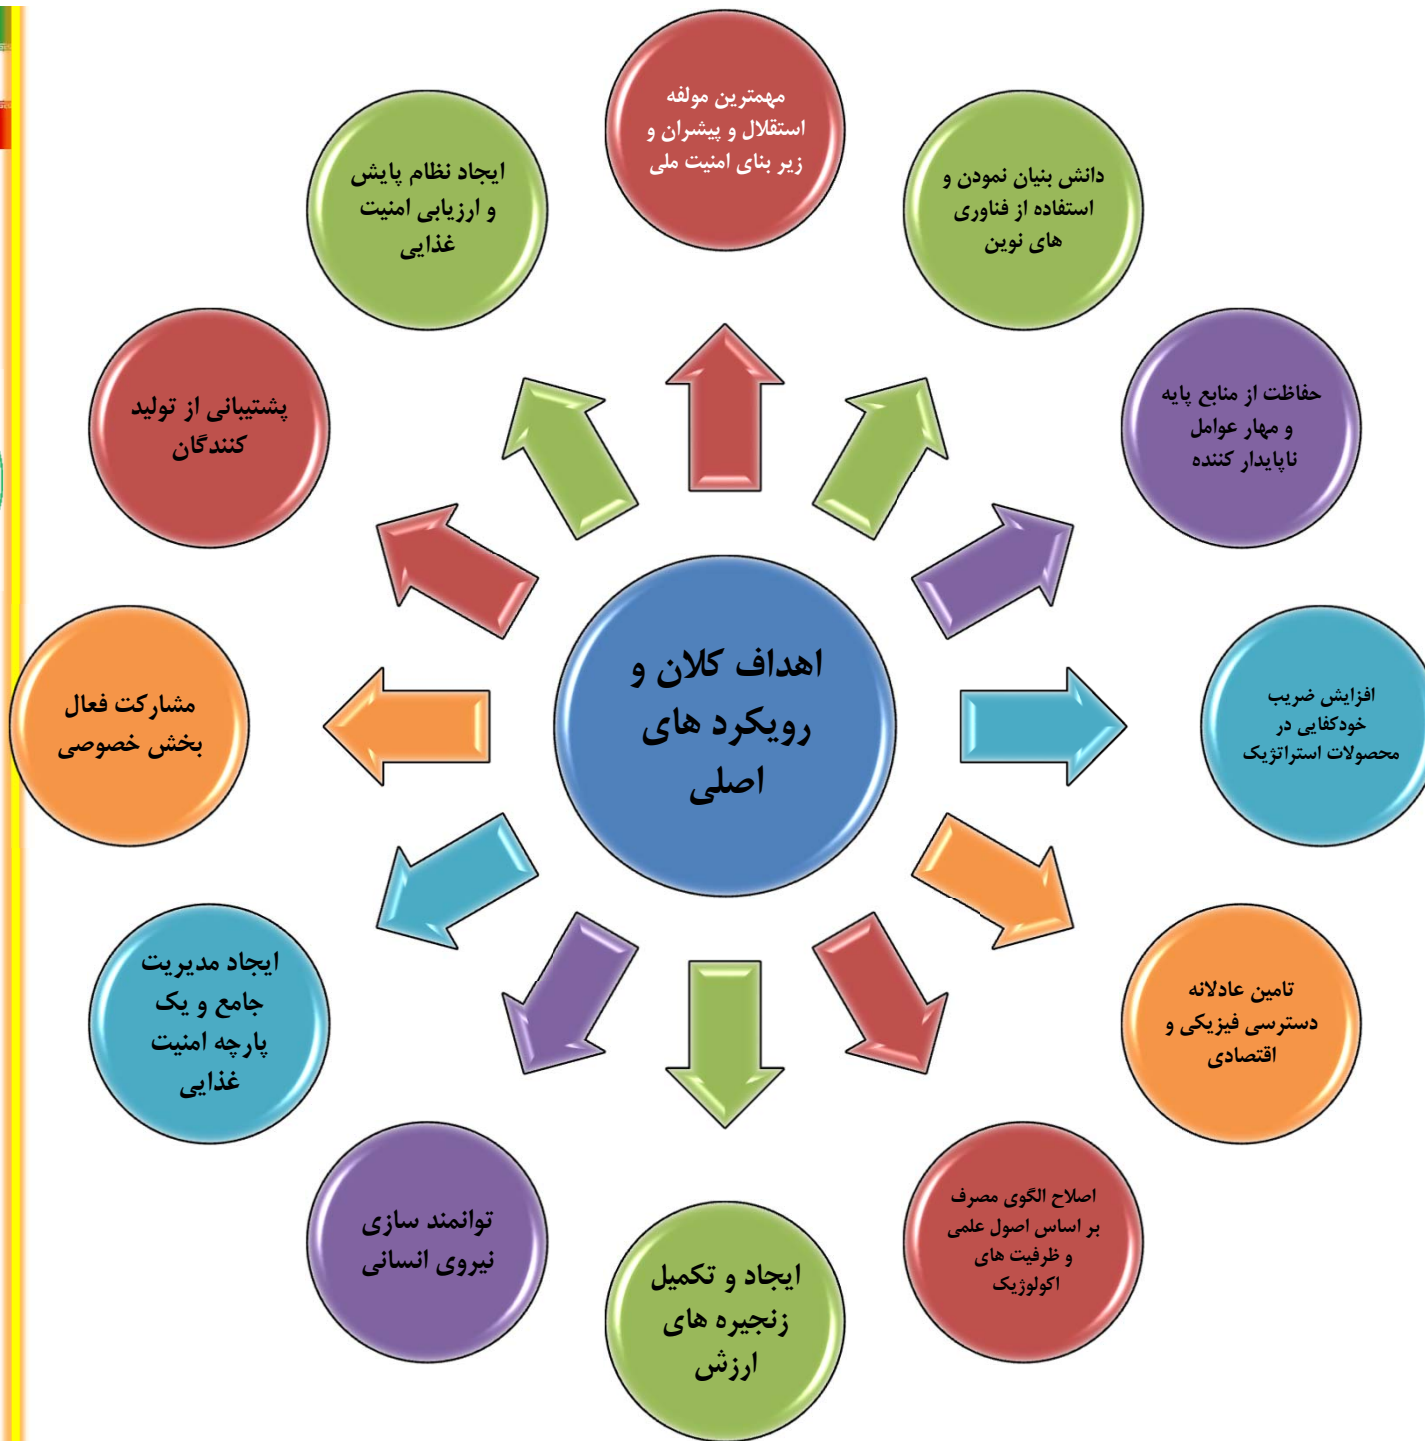 اهداف کلان و
رویکرد های
اصلی
مهمترین مولفه
استقلال و پیشران و
زیر بنای امنیت ملی
دانش بنیان نمودن و
استفاده از فناوری
های نوین
حفاظت از منابع پایه
و مهار عوامل
ناپایدار کننده
افزایش ضریب
خودکفایی در
محصولات استراتژیک
تامین عادلانه
دسترسی فیزیکی و
اقتصادی
اصلاح الگوی مصرف
بر اساس اصول علمی
و ظرفیت های
اکولوژیک
ایجاد و تکمیل
زنجیره های
ارزش
توانمند سازی
نیروی انسانی
ایجاد مدیریت
جامع و یک
پارچه امنیت
غذایی
مشارکت فعال
بخش خصوصی
پشتیبانی از تولید
کنندگان
ایجاد نظام پایش
و ارزیابی امنیت
غذایی